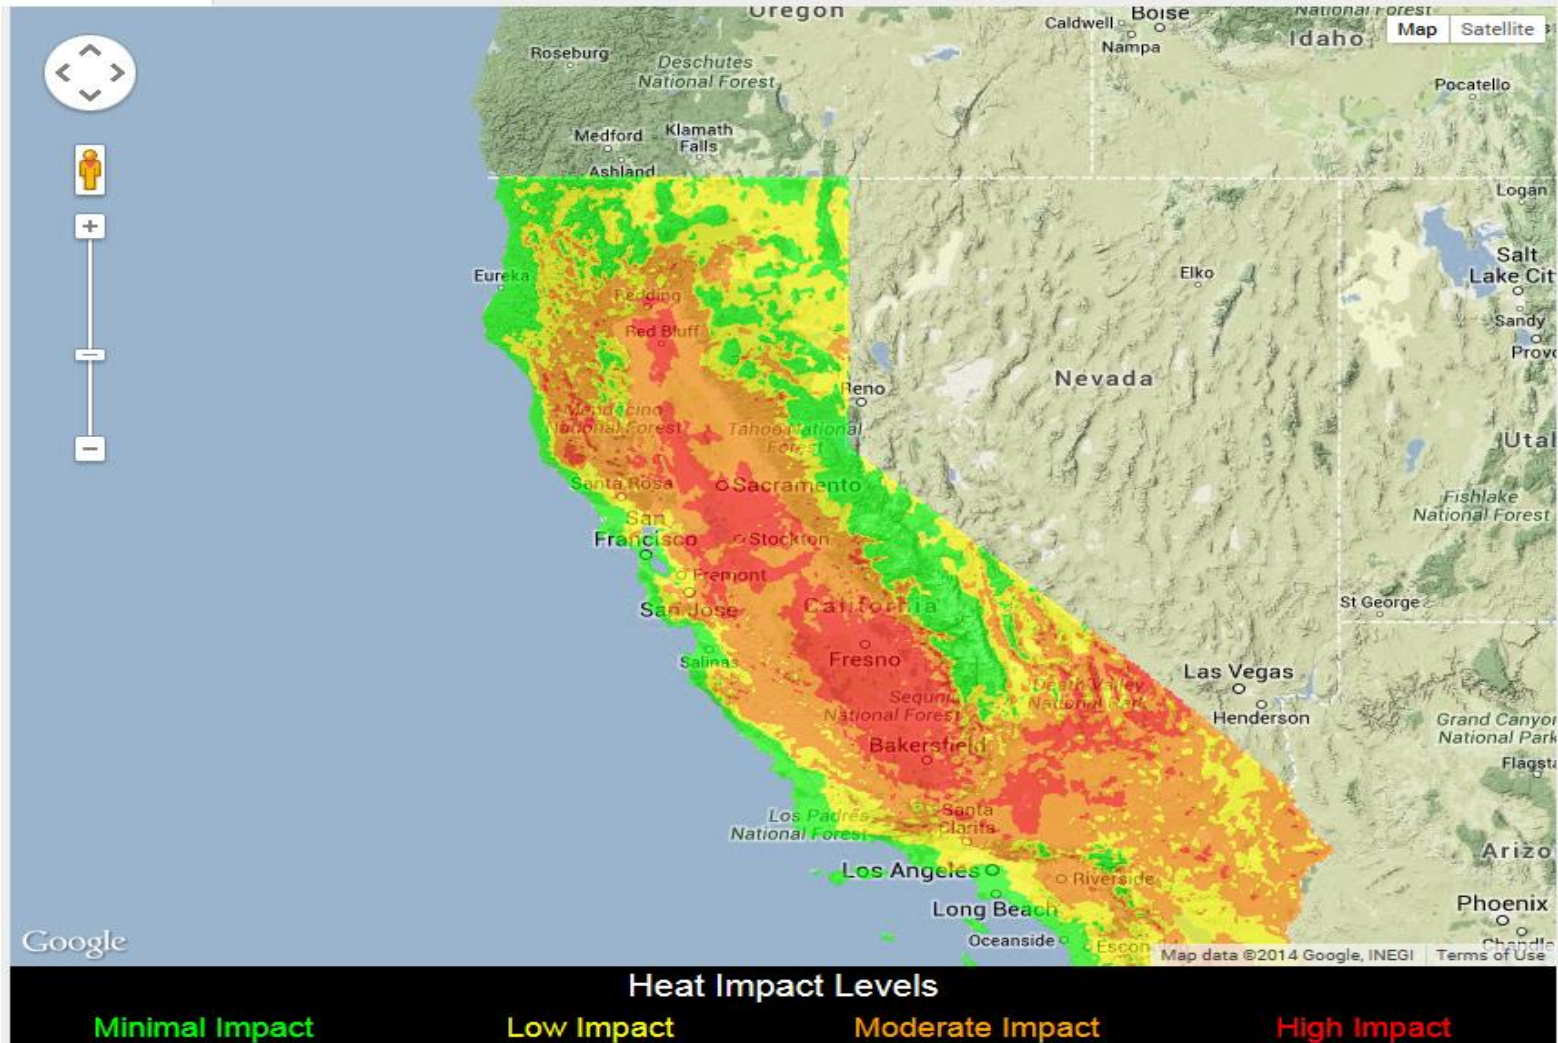 Oregon
Caldwell
Boise
National Forest
Roseburg
Nampa
Idaho
Map
Satellite
Deschutes
National Forest
Pocatello
Medford
Klamath
Falls
Ashland
Logan
Eureka
Elko
Salt
Lake Cit
Redding
Red Bluff
Sandy
Provo
Nevada
Reno
Mendocino
National Forest
Tahoe National
Forest
Utah
Santa Rosa
Sacramento
San
Francisco
Stockton
Fishlake
National Forest
Fremont
San Jose
California
St George
Salinas
Fresno
Las Vegas
Death Valley
National Park
Sequoia
National Forest
Henderson
Grand Canyon
National Park
Bakersfield
Flagsta
Los Padres
National Forest
Santa
Clarita
Arizo
Los Angeles
Riverside
Long Beach
Phoenix
Oceanside
Escon
Chandle
Google
Map data ©2014 Google, INEGI
Terms of Use
Heat Impact Levels
Minimal Impact
Low Impact
Moderate Impact
High Impact